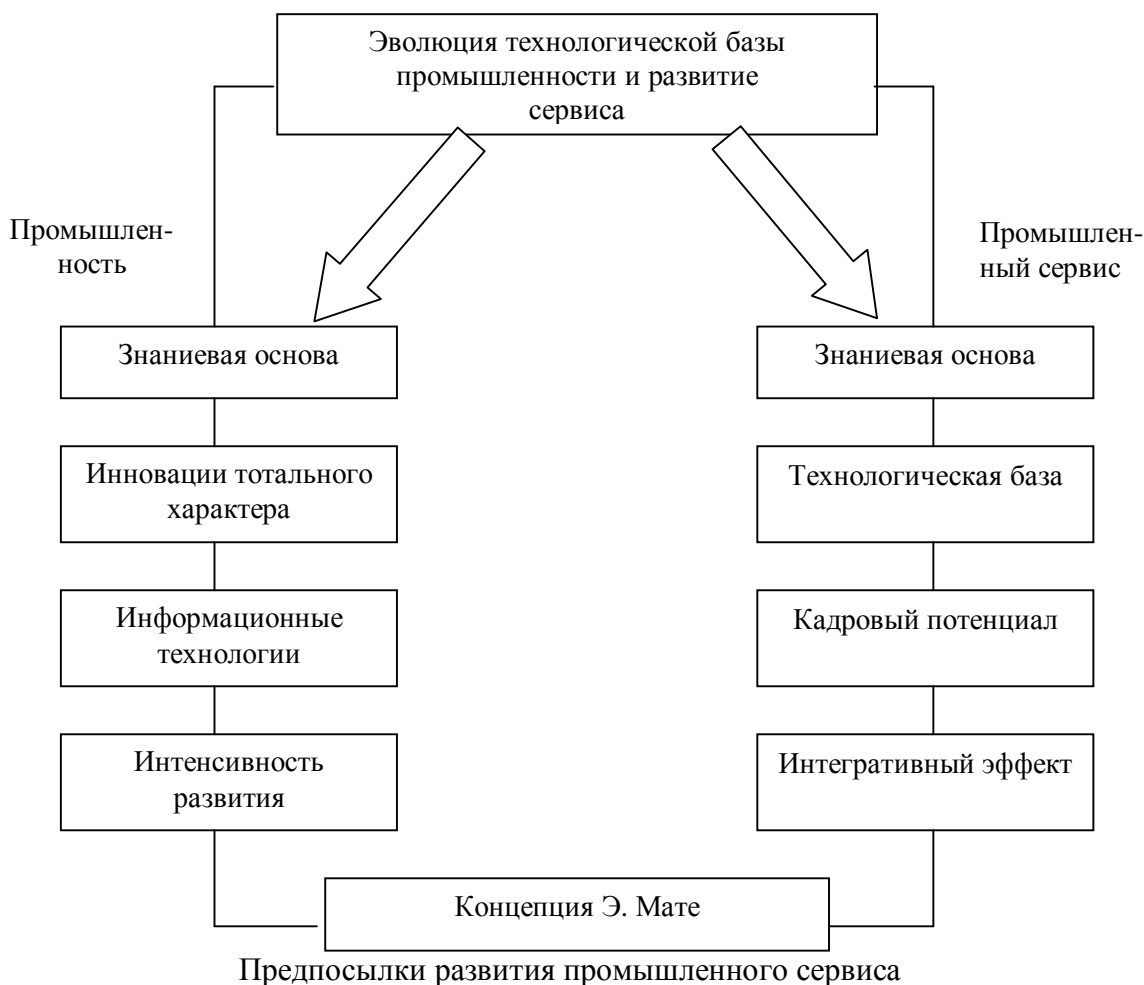 Эволюция технологической базы
промышленности и развитие
сервиса
Промышлен-
ность
Промышлен-
ный сервис
Знаниевая основа
Знаниевая основа
Инновации тотального
характера
Технологическая база
Информационные
технологии
Кадровый потенциал
Интенсивность
развития
Интегративный эффект
Концепция Э. Мате
Предпосылки развития промышленного сервиса